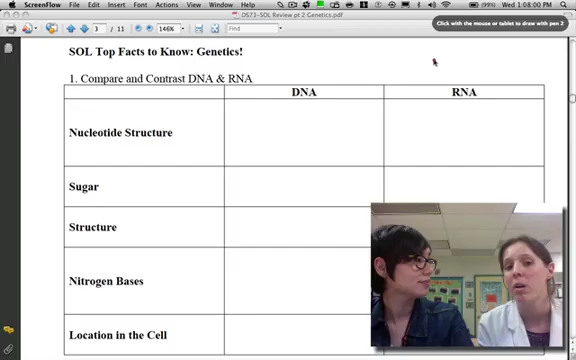 ScreenFlow File Edit Mark Insert Arrange Actions Window Help
(99%) Wed 1:08:00 PM
DS73-SOL Review pt 2 Genetics.pdf
3 / 11 146% Find
Click with the mouse or tablet to draw with pen 2
SOL Top Facts to Know: Genetics!
1. Compare and Contrast DNA & RNA
DNA RNA
Nucleotide Structure
Sugar
Structure
Nitrogen Bases
Location in the Cell